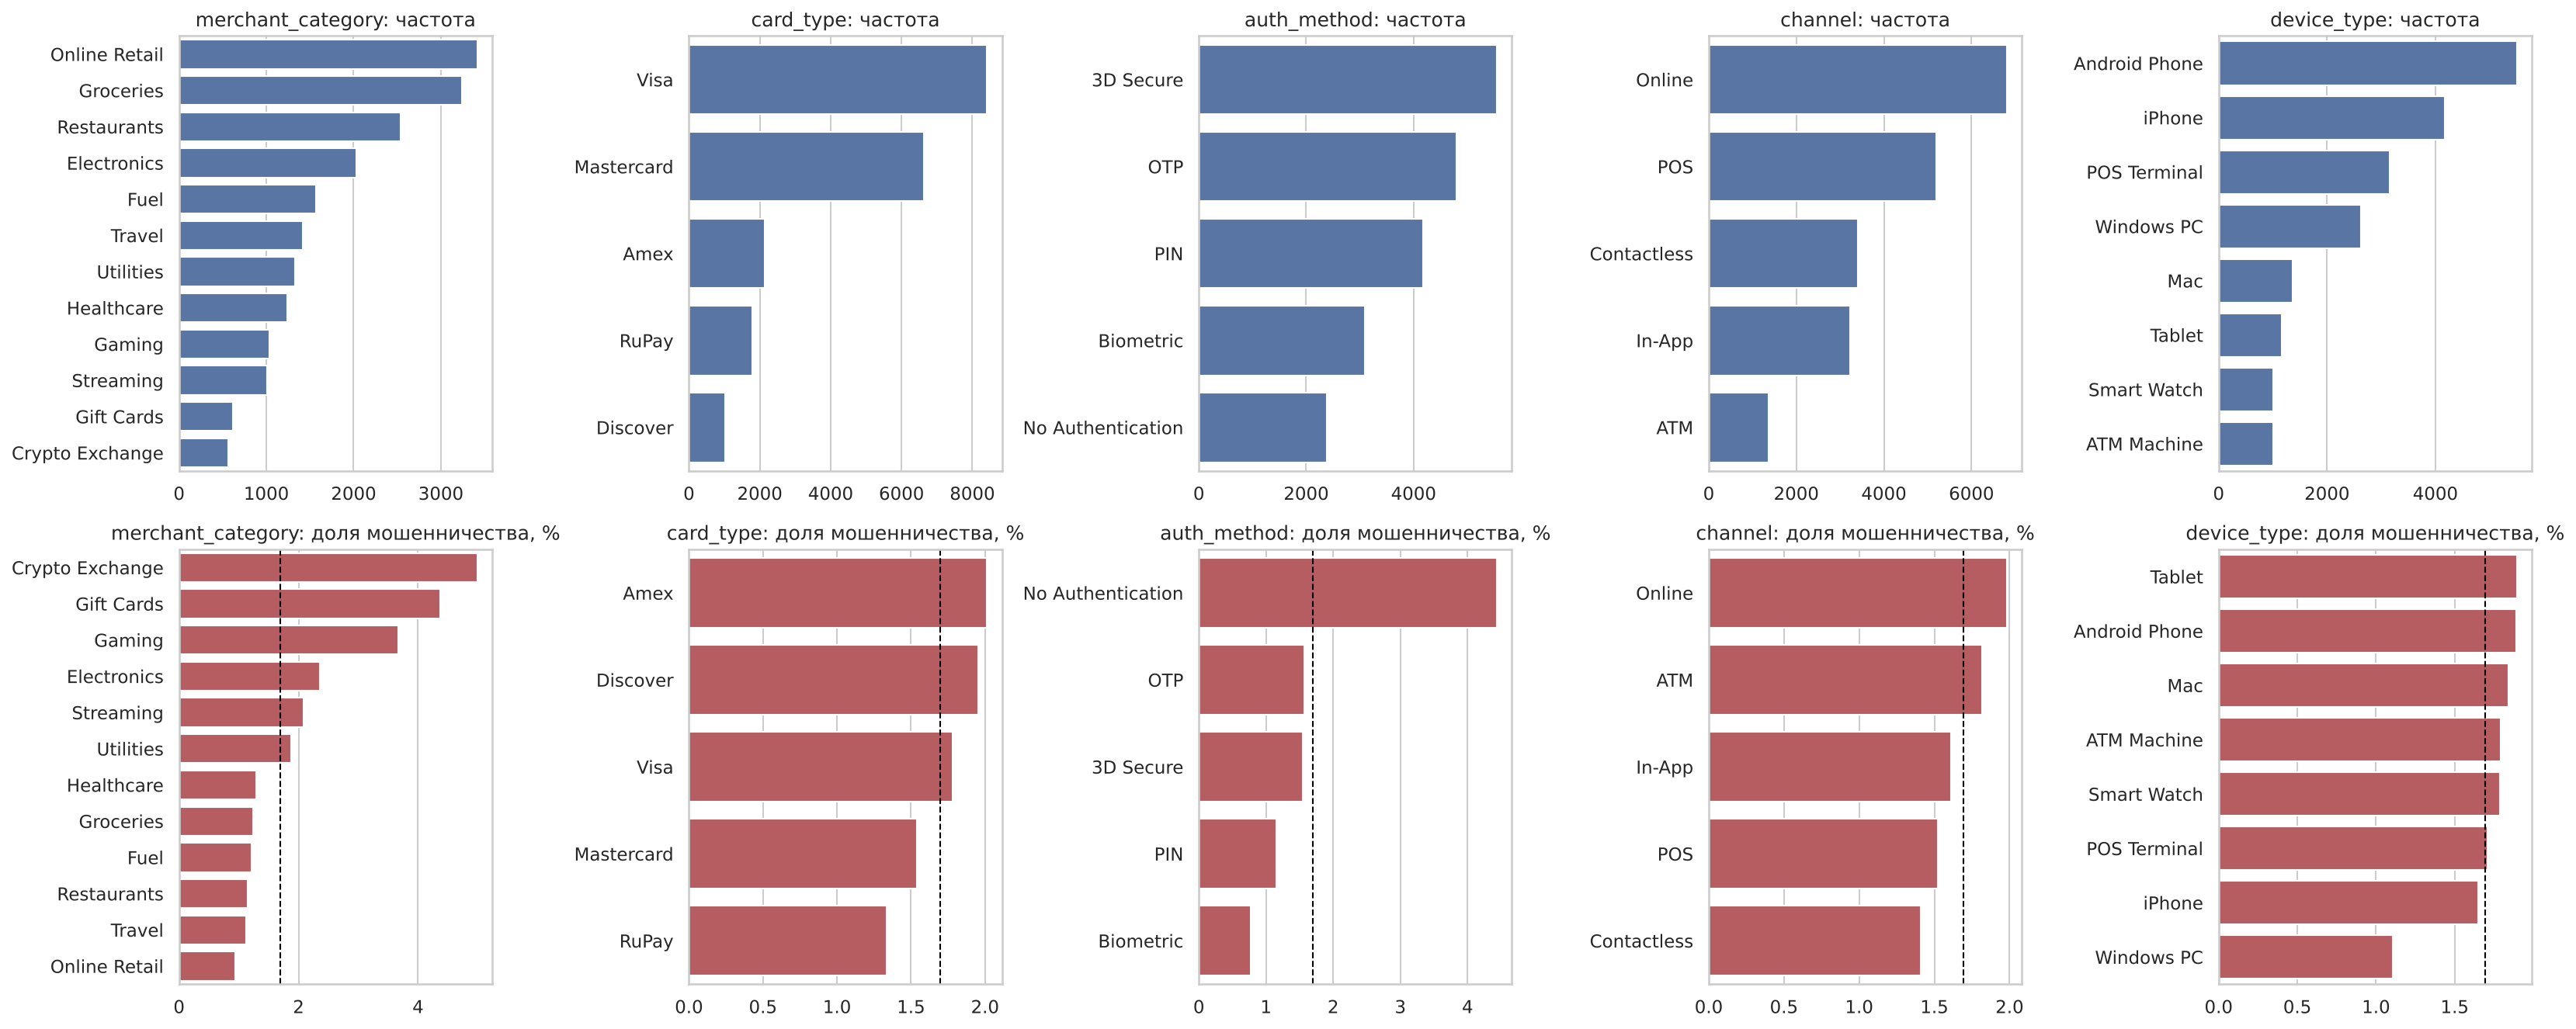 merchant_category: частота
Online Retail
Groceries
Restaurants
Electronics
Fuel
Travel
Utilities
Healthcare
Gaming
Streaming
Gift Cards
Crypto Exchange
0 1000 2000 3000
card_type: частота
Visa
Mastercard
Amex
RuPay
Discover
0 2000 4000 6000 8000
auth_method: частота
3D Secure
OTP
PIN
Biometric
No Authentication
0 2000 4000
channel: частота
Online
POS
Contactless
In-App
ATM
0 2000 4000 6000
device_type: частота
Android Phone
iPhone
POS Terminal
Windows PC
Mac
Tablet
Smart Watch
ATM Machine
0 2000 4000
merchant_category: доля мошенничества, %
Crypto Exchange
Gift Cards
Gaming
Electronics
Streaming
Utilities
Healthcare
Groceries
Fuel
Restaurants
Travel
Online Retail
0 2 4
card_type: доля мошенничества, %
Amex
Discover
Visa
Mastercard
RuPay
0.0 0.5 1.0 1.5 2.0
auth_method: доля мошенничества, %
No Authentication
OTP
3D Secure
PIN
Biometric
0 1 2 3 4
channel: доля мошенничества, %
Online
ATM
In-App
POS
Contactless
0.0 0.5 1.0 1.5 2.0
device_type: доля мошенничества, %
Tablet
Android Phone
Mac
ATM Machine
Smart Watch
POS Terminal
iPhone
Windows PC
0.0 0.5 1.0 1.5